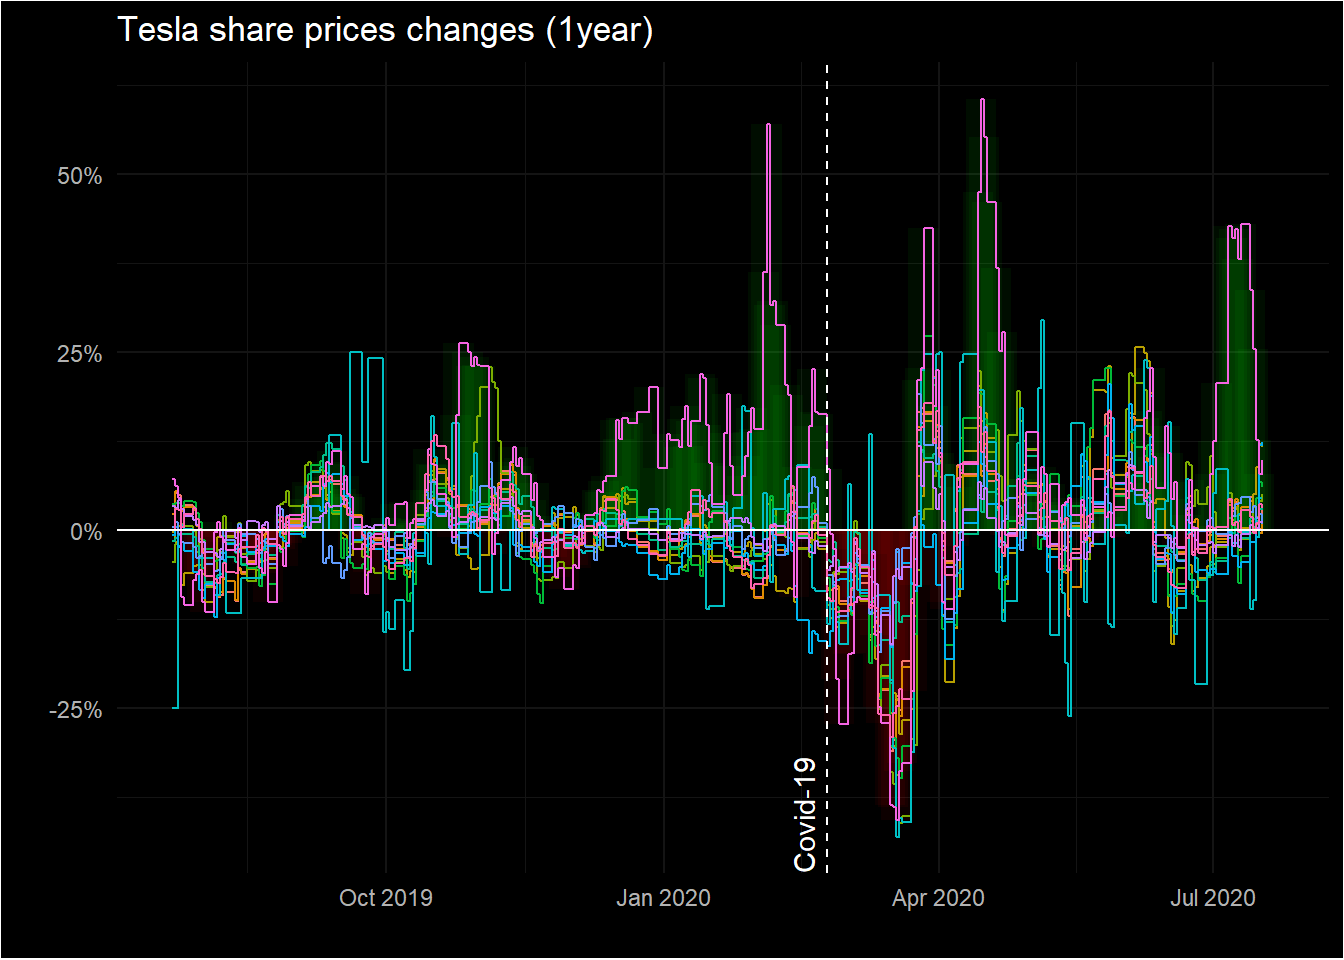 Tesla share prices changes (1year)
50%
25%
0%
-25%
Covid-19
Oct 2019
Jan 2020
Apr 2020
Jul 2020